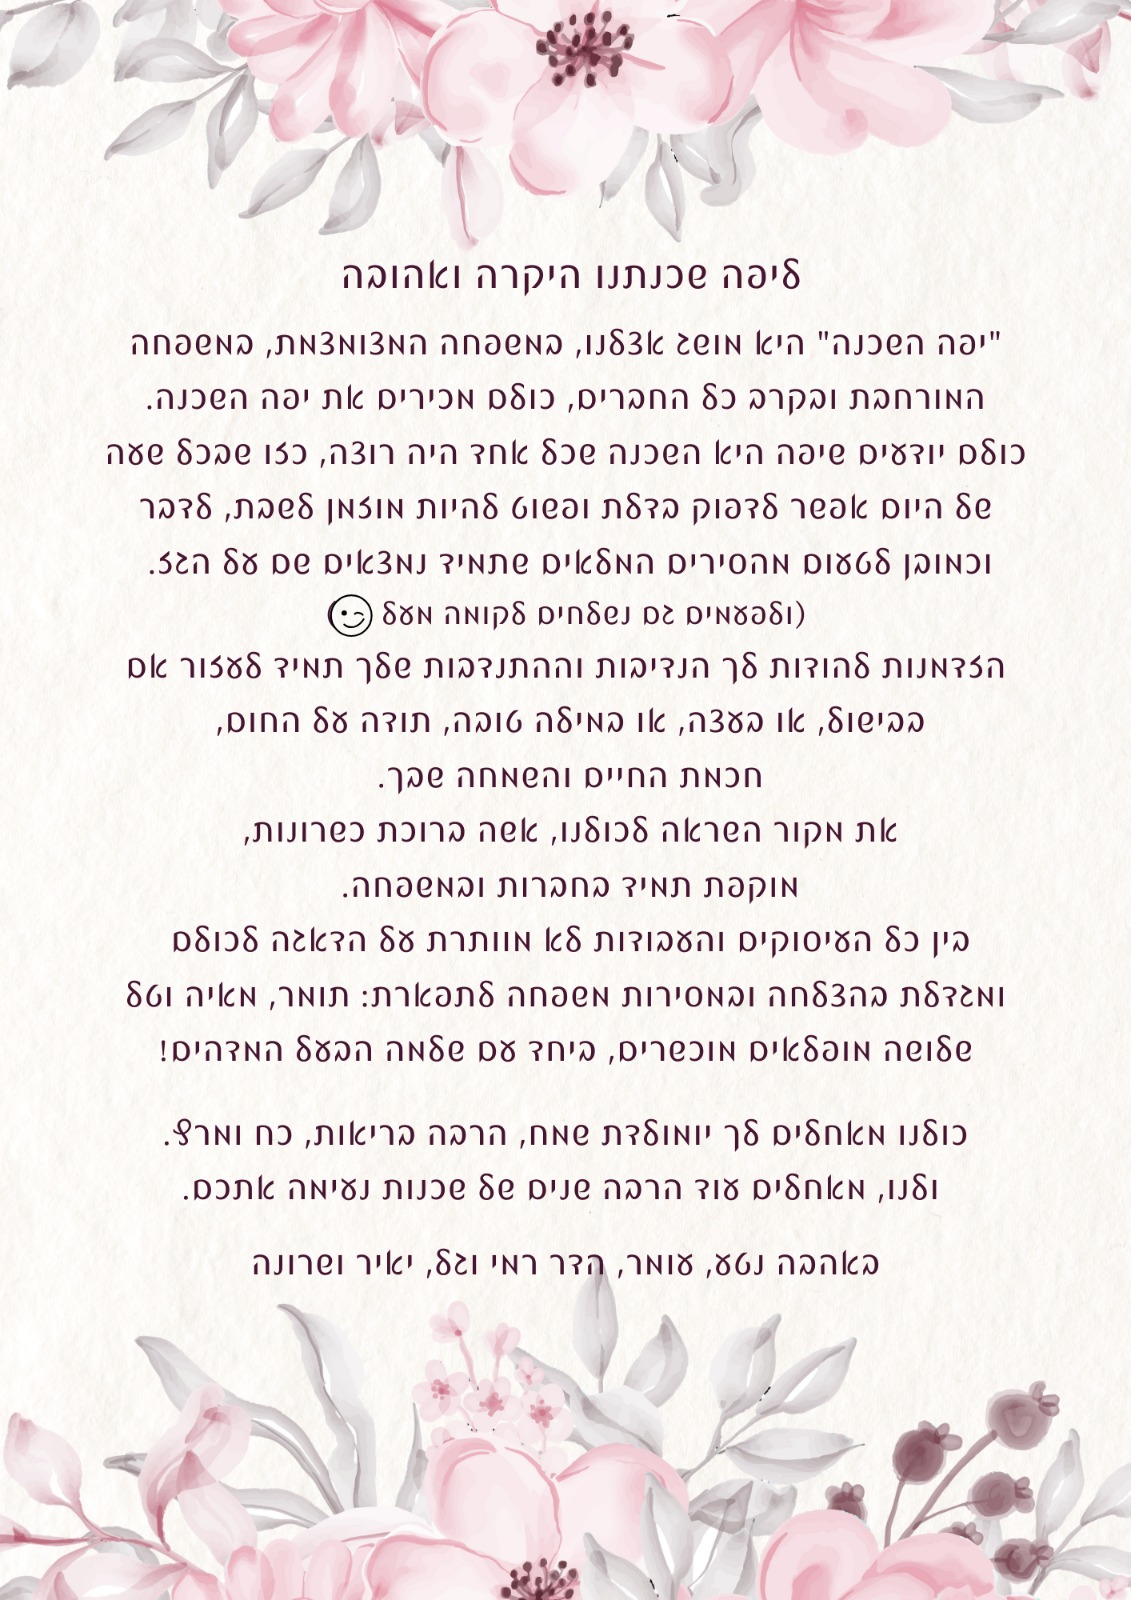 ליפה שכנתנו היקרה ואהובה
"יפה השכנה" היא מושג אצלנו, במשפחה המצומצמת, במשפחה
המורחבת ובקרב כל החברים, כולם מכירים את יפה השכנה.
כולם יודעים שיפה היא השכנה שכל אחד היה רוצה, כזו שבכל שעה
של היום אפשר לדפוק בדלת ופשוט להיות מוזמן לשבת, לדבר
וכמובן לטעום מהסירים המלאים שתמיד נמצאים שם על הגז.
(ולפעמים גם נשלחים לקומה מעל 😉)
הזדמנות להודות לך הנדיבות וההתנדבות שלך תמיד לעזור אם
בבישול, או בעצה, או במילה טובה, תודה על החום,
חכמת החיים והשמחה שבך.
את מקור השראה לכולנו, אשה ברוכת כשרונות,
מוקפת תמיד בחברות ובמשפחה.
בין כל העיסוקים והעבודות לא מוותרת על הדאגה לכולם
ומגדלת בהצלחה ובמסירות משפחה לתפארת: תומר, מאיה וטל
שלושה מופלאים מוכשרים, ביחד עם שלמה הבעל המדהים!
כולנו מאחלים לך יומולדת שמח, הרבה בריאות, כח ומרץ.
ולנו, מאחלים עוד הרבה שנים של שכנות נעימה אתכם.
באהבה נטע, עומר, הדר רמי וגל, יאיר ושרונה